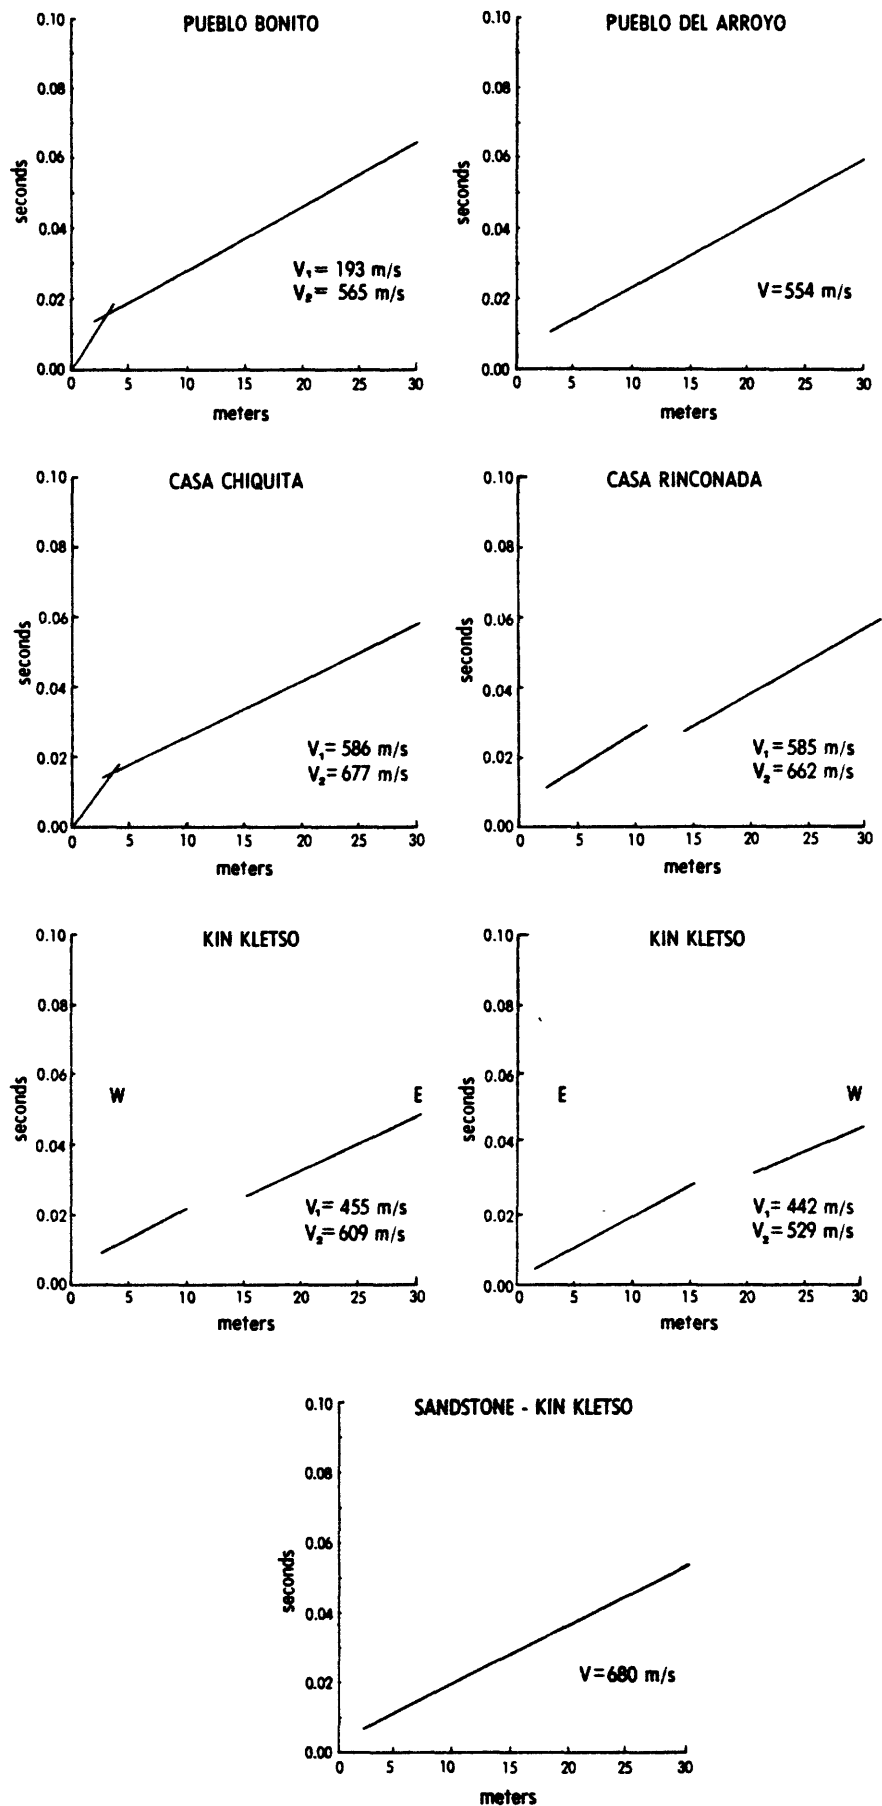 PUEBLO BONITO
0.10
0.08
0.06
0.04
0.02
0.00
seconds
V₁= 193 m/s
V₂= 565 m/s
0 5 10 15 20 25 30
meters
PUEBLO DEL ARROYO
0.10
0.08
0.06
0.04
0.02
0.00
seconds
V=554 m/s
0 5 10 15 20 25 30
meters
CASA CHIQUITA
0.10
0.08
0.06
0.04
0.02
0.00
seconds
V₁=586 m/s
V₂=677 m/s
0 5 10 15 20 25 30
meters
CASA RINCONADA
0.10
0.08
0.06
0.04
0.02
0.00
seconds
V₁=585 m/s
V₂=662 m/s
0 5 10 15 20 25 30
meters
KIN KLETSO
0.10
0.08
0.06
0.04
0.02
0.00
seconds
W E
V₁= 455 m/s
V₂=609 m/s
0 5 10 15 20 25 30
meters
KIN KLETSO
0.10
0.08
0.06
0.04
0.02
0.00
seconds
E W
V₁=442 m/s
V₂=529 m/s
0 5 10 15 20 25 30
meters
SANDSTONE - KIN KLETSO
0.10
0.08
0.06
0.04
0.02
0.00
seconds
V=680 m/s
0 5 10 15 20 25 30
meters